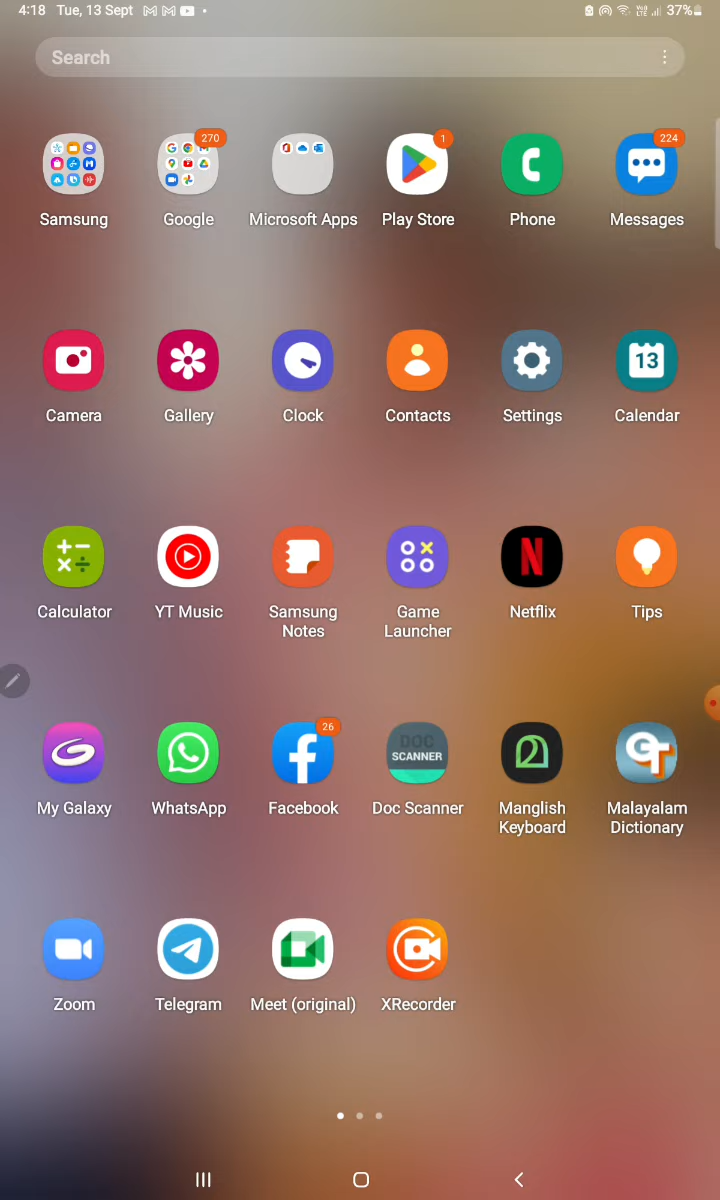 4:18 Tue, 13 Sept
37%
Search
270
1
224
Samsung
Google
Microsoft Apps
Play Store
Phone
Messages
13
Camera
Gallery
Clock
Contacts
Settings
Calendar
Calculator
YT Music
Samsung
Notes
Game
Launcher
Netflix
Tips
26
DOC
SCANNER
My Galaxy
WhatsApp
Facebook
Doc Scanner
Manglish
Keyboard
Malayalam
Dictionary
Zoom
Telegram
Meet (original)
XRecorder